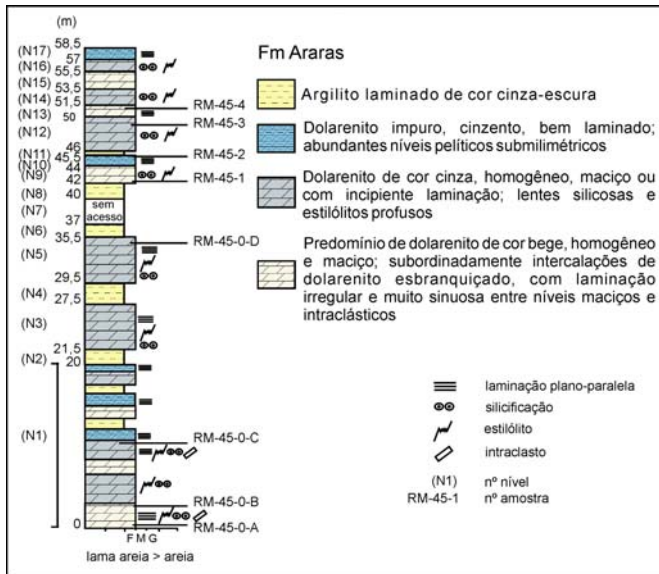 (m)
(N17) 58,5
57
(N16) 55,5
(N15) 53,5
(N14) 51,5
(N13) 50
(N12)
46
(N11) 45,5
(N10) 44
(N9) 42
(N8) 40
(N7) sem
acesso
37
(N6) 35,5
(N5)
29,5
(N4) 27,5
(N3)
21,5
(N2) 20
(N1)
0
F M G
lama areia > areia
RM-45-4
RM-45-3
RM-45-2
RM-45-1
RM-45-0-D
RM-45-0-C
RM-45-0-B
RM-45-0-A
Fm Araras
Argilito laminado de cor cinza-escura
Dolarenito impuro, cinzento, bem laminado;
abundantes níveis pelíticos submilimétricos
Dolarenito de cor cinza, homogêneo, maciço ou
com incipiente laminação; lentes silicosas e
estilólitos profusos
Predomínio de dolarenito de cor bege, homogêneo
e maciço; subordinadamente intercalações de
dolarenito esbranquiçado, com laminação
irregular e muito sinuosa entre níveis maciços e
intraclásticos
laminação plano-paralela
silicificação
estilólito
intraclasto
(N1) nº nível
RM-45-1 nº amostra